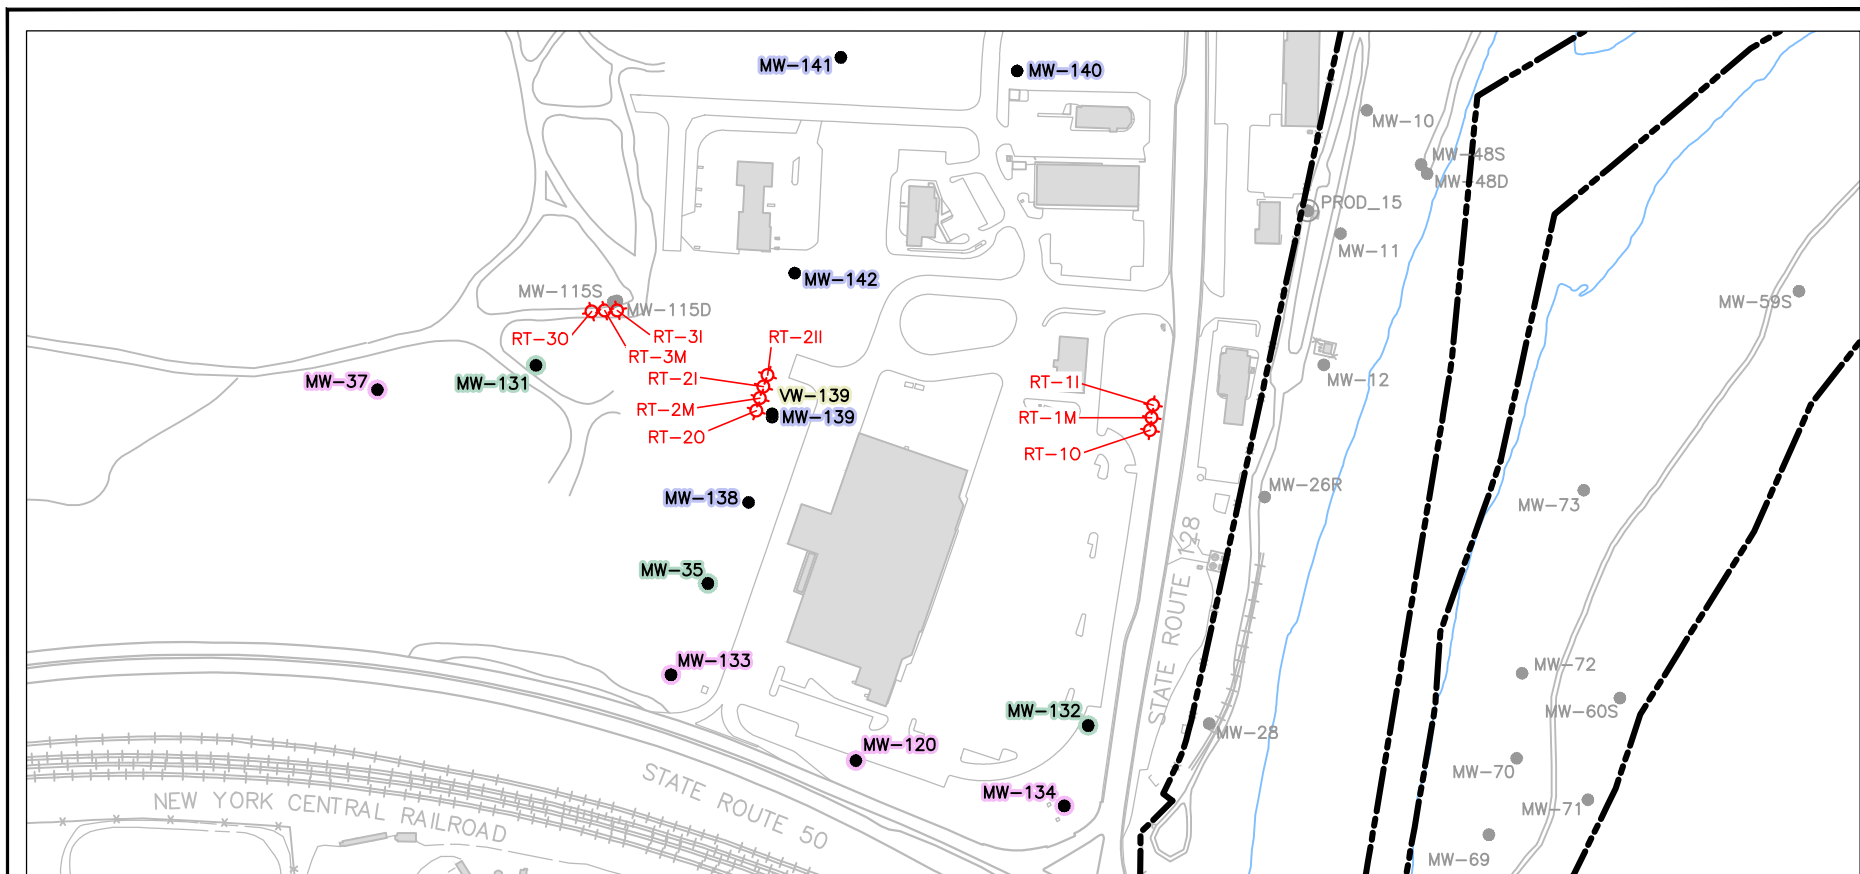 MW-141
MW-140
MW-10
MW-48S
MW-48D
PROD_15
MW-11
MW-142
MW-115S
MW-115D
MW-59S
RT-3O
RT-3I
RT-3M
RT-2II
MW-37
MW-131
RT-2I
VW-139
RT-2M
MW-139
RT-2O
RT-1I
RT-1M
RT-1O
MW-12
MW-138
MW-26R
MW-73
MW-35
STATE ROUTE 128
MW-133
MW-72
MW-132
MW-60S
MW-28
MW-120
MW-70
MW-134
MW-71
STATE ROUTE 50
NEW YORK CENTRAL RAILROAD
MW-69